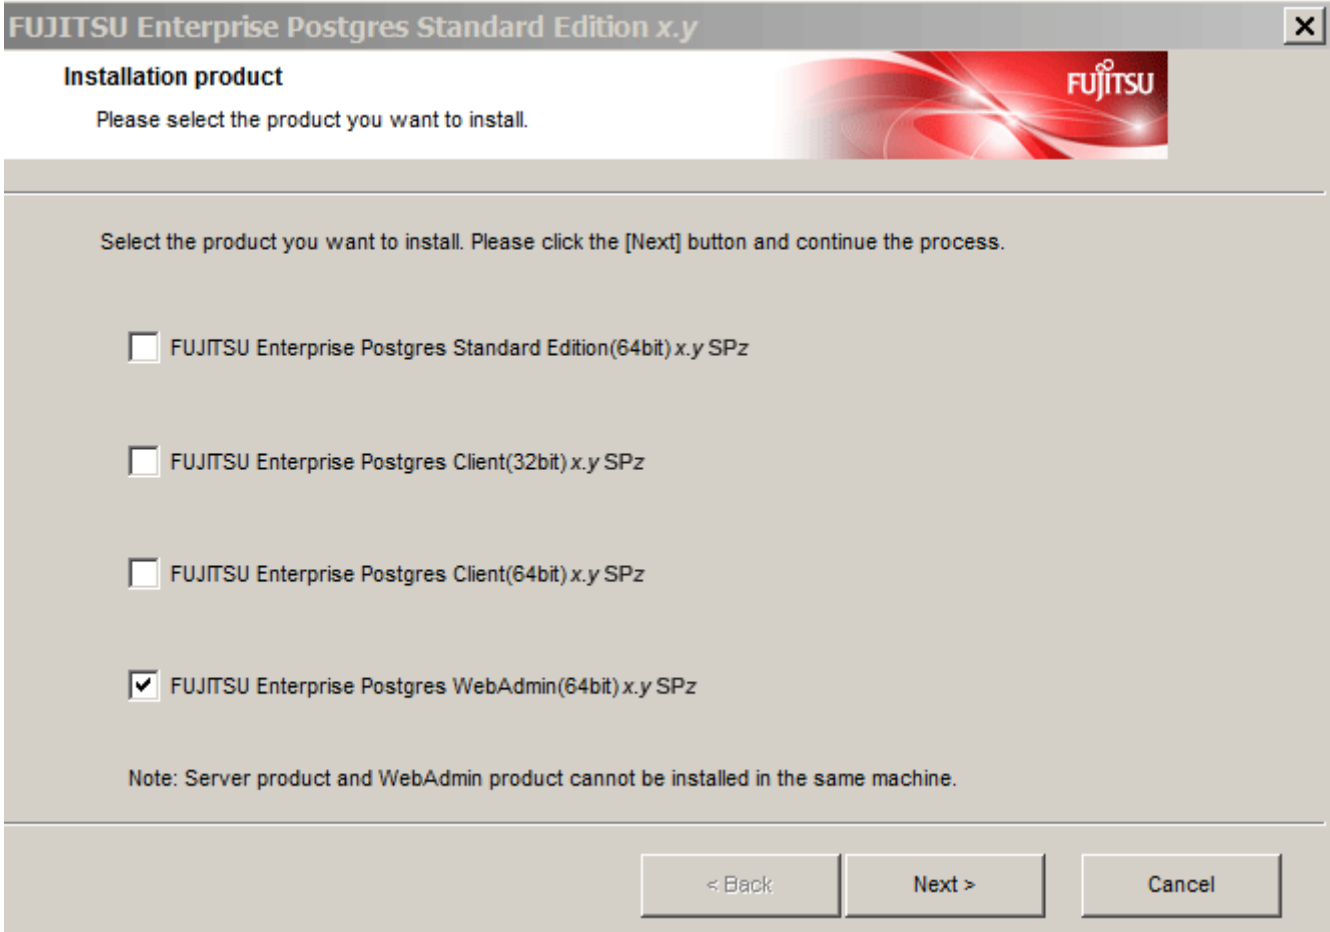 FUJITSU Enterprise Postgres Standard Edition x.y
Installation product
FUJITSU
Please select the product you want to install.
Select the product you want to install. Please click the [Next] button and continue the process.
FUJITSU Enterprise Postgres Standard Edition(64bit) x.y SPz
FUJITSU Enterprise Postgres Client(32bit) x.y SPz
FUJITSU Enterprise Postgres Client(64bit) x.y SPz
FUJITSU Enterprise Postgres WebAdmin(64bit) x.y SPz
Note: Server product and WebAdmin product cannot be installed in the same machine.
< Back Next > Cancel